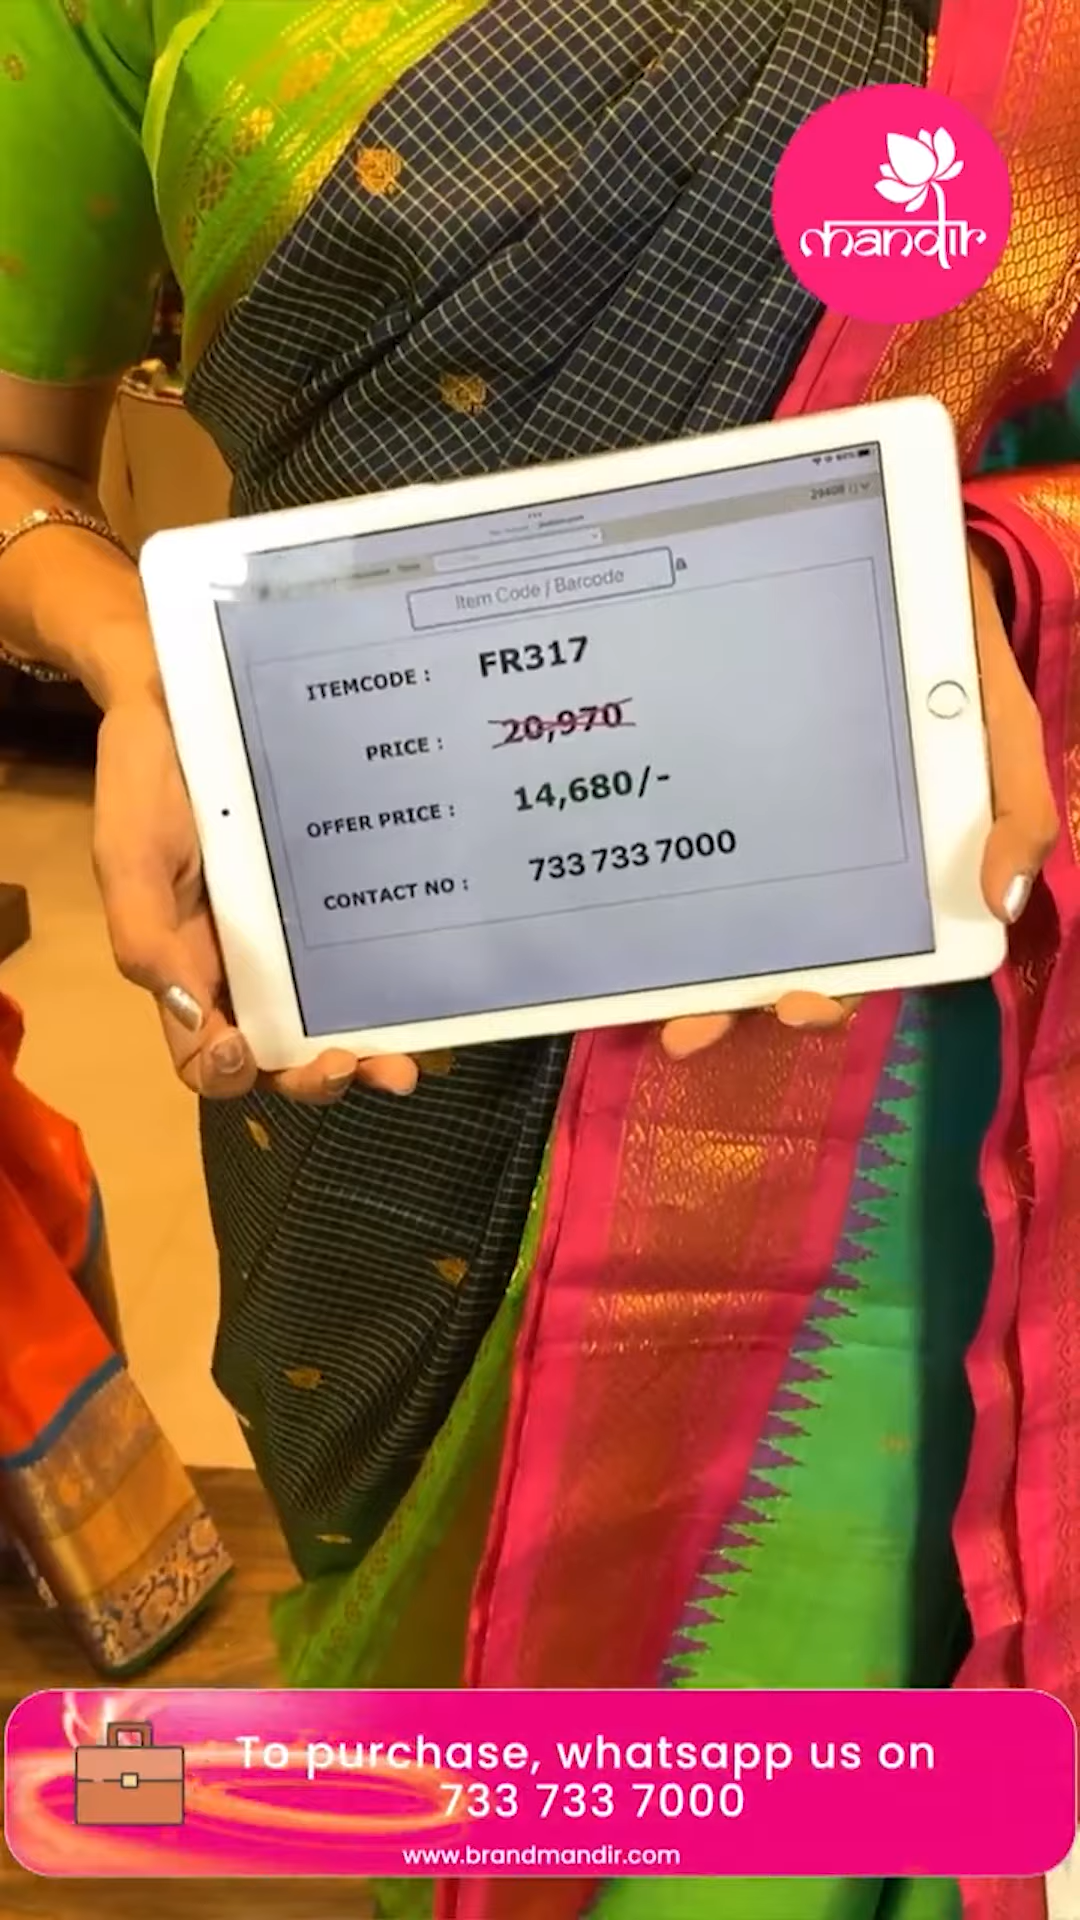 mandir
29408
Item Code / Barcode
ITEMCODE : FR317
PRICE : 20,970
OFFER PRICE : 14,680/-
CONTACT NO : 733 733 7000
To purchase, whatsapp us on
733 733 7000
www.brandmandir.com